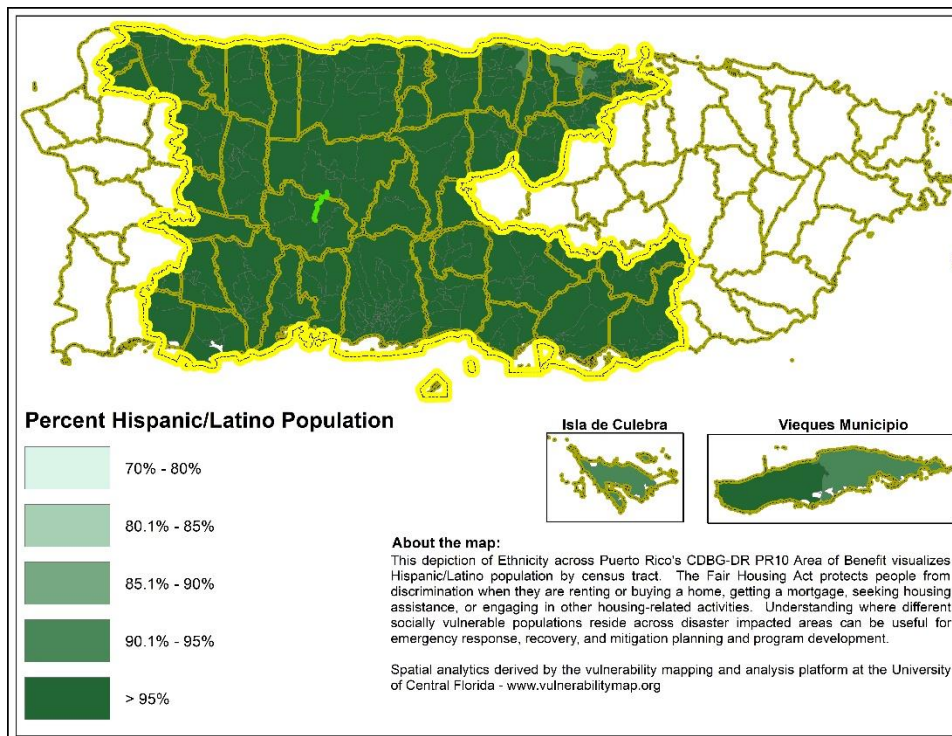 Percent Hispanic/Latino Population
70% - 80%
80.1% - 85%
85.1% - 90%
90.1% - 95%
> 95%
Isla de Culebra
Vieques Municipio
About the map:
This depiction of Ethnicity across Puerto Rico's CDBG-DR PR10 Area of Benefit visualizes
Hispanic/Latino population by census tract.  The Fair Housing Act protects people from
discrimination when they are renting or buying a home, getting a mortgage, seeking housing
assistance, or engaging in other housing-related activities.  Understanding where different
socially vulnerable populations reside across disaster impacted areas can be useful for
emergency response, recovery, and mitigation planning and program development.
Spatial analytics derived by the vulnerability mapping and analysis platform at the University
of Central Florida - www.vulnerabilitymap.org